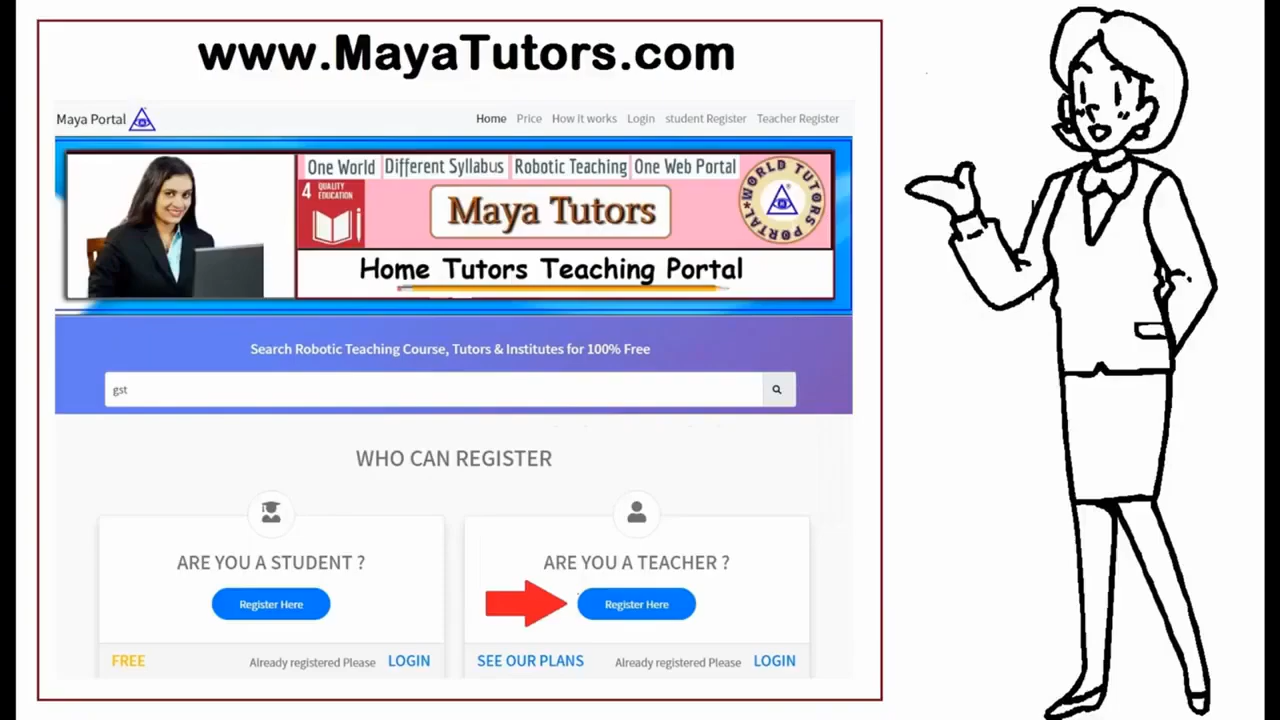 www.MayaTutors.com
Maya Portal
Home Price How It works Login student Register Teacher Register
One World Different Syllabus Robotic Teaching One Web Portal
4 QUALITY EDUCATION
Maya Tutors
WORLD TUTORS PORTAL
Home Tutors Teaching Portal
Search Robotic Teaching Course, Tutors & Institutes for 100% Free
gst
WHO CAN REGISTER
ARE YOU A STUDENT ?
Register Here
FREE Already registered Please LOGIN
ARE YOU A TEACHER ?
Register Here
SEE OUR PLANS Already registered Please LOGIN